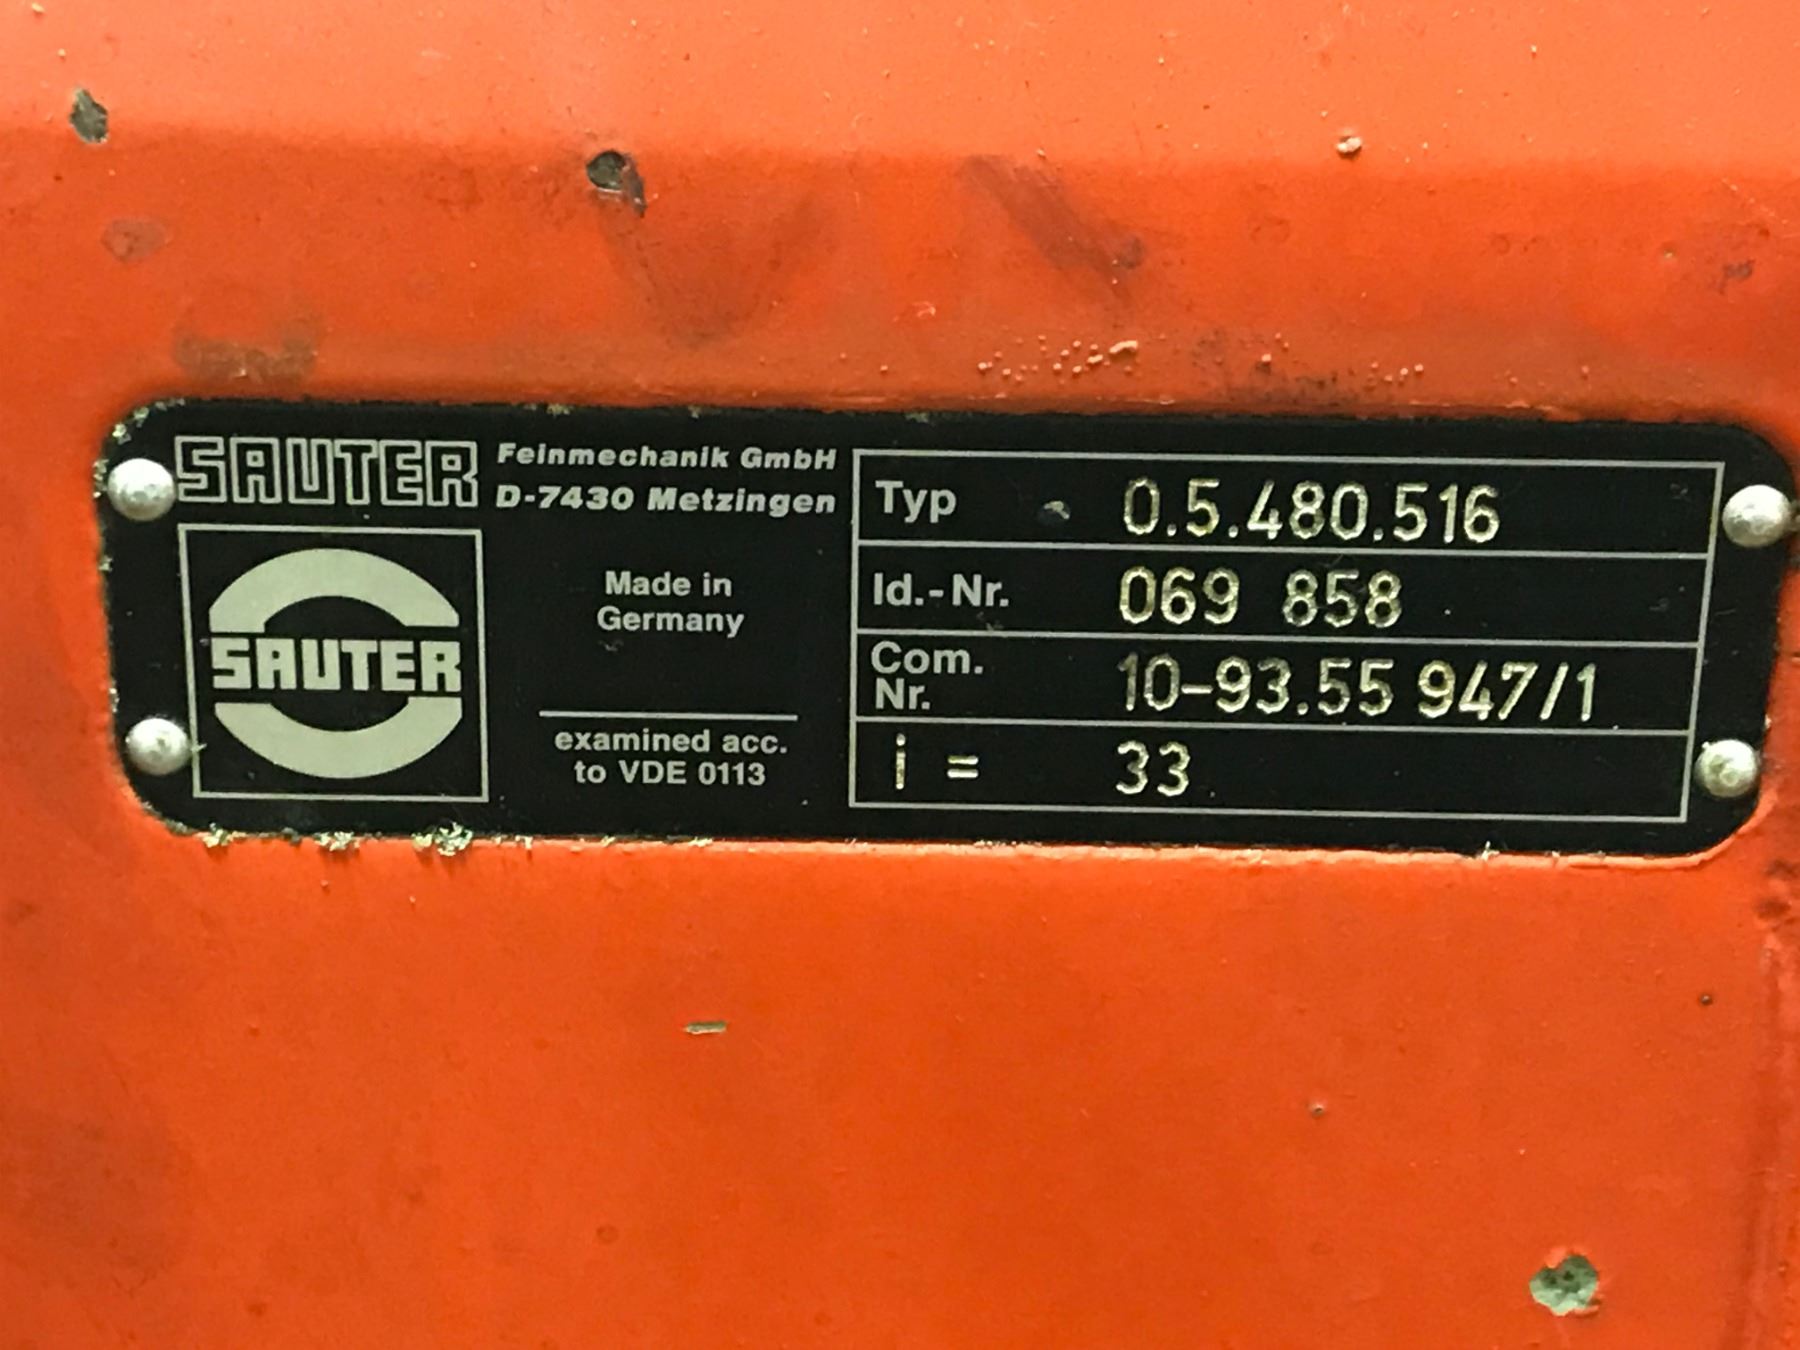 SAUTER Feinmechanik GmbH
D-7430 Metzingen
SAUTER
Made in
Germany
examined acc.
to VDE 0113
Typ 0.5.480.516
Id.-Nr. 069 858
Com.
Nr. 10-93.55 947/1
i = 33